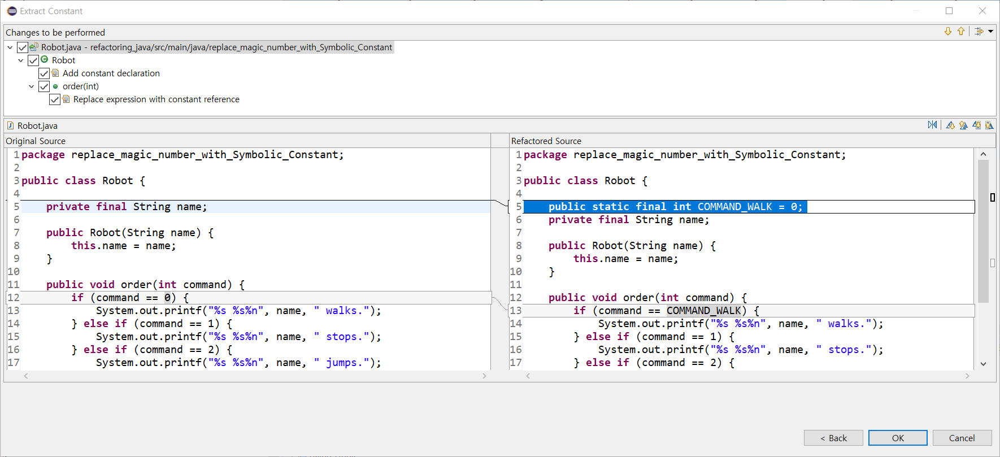 Extract Constant
Changes to be performed
Robot.java - refactoring_java/src/main/java/replace_magic_number_with_Symbolic_Constant
Robot
Add constant declaration
order(int)
Replace expression with constant reference
Robot.java
Original Source
1 package replace_magic_number_with_Symbolic_Constant;
2
3 public class Robot {
4
5     private final String name;
6
7     public Robot(String name) {
8         this.name = name;
9     }
10
11     public void order(int command) {
12         if (command == 0) {
13             System.out.printf("%s %s%n", name, " walks.");
14         } else if (command == 1) {
15             System.out.printf("%s %s%n", name, " stops.");
16         } else if (command == 2) {
17             System.out.printf("%s %s%n", name, " jumps.");
Refactored Source
1 package replace_magic_number_with_Symbolic_Constant;
2
3 public class Robot {
4
5     public static final int COMMAND_WALK = 0;
6     private final String name;
7
8     public Robot(String name) {
9         this.name = name;
10     }
11
12     public void order(int command) {
13         if (command == COMMAND_WALK) {
14             System.out.printf("%s %s%n", name, " walks.");
15         } else if (command == 1) {
16             System.out.printf("%s %s%n", name, " stops.");
17         } else if (command == 2) {
< Back
OK
Cancel